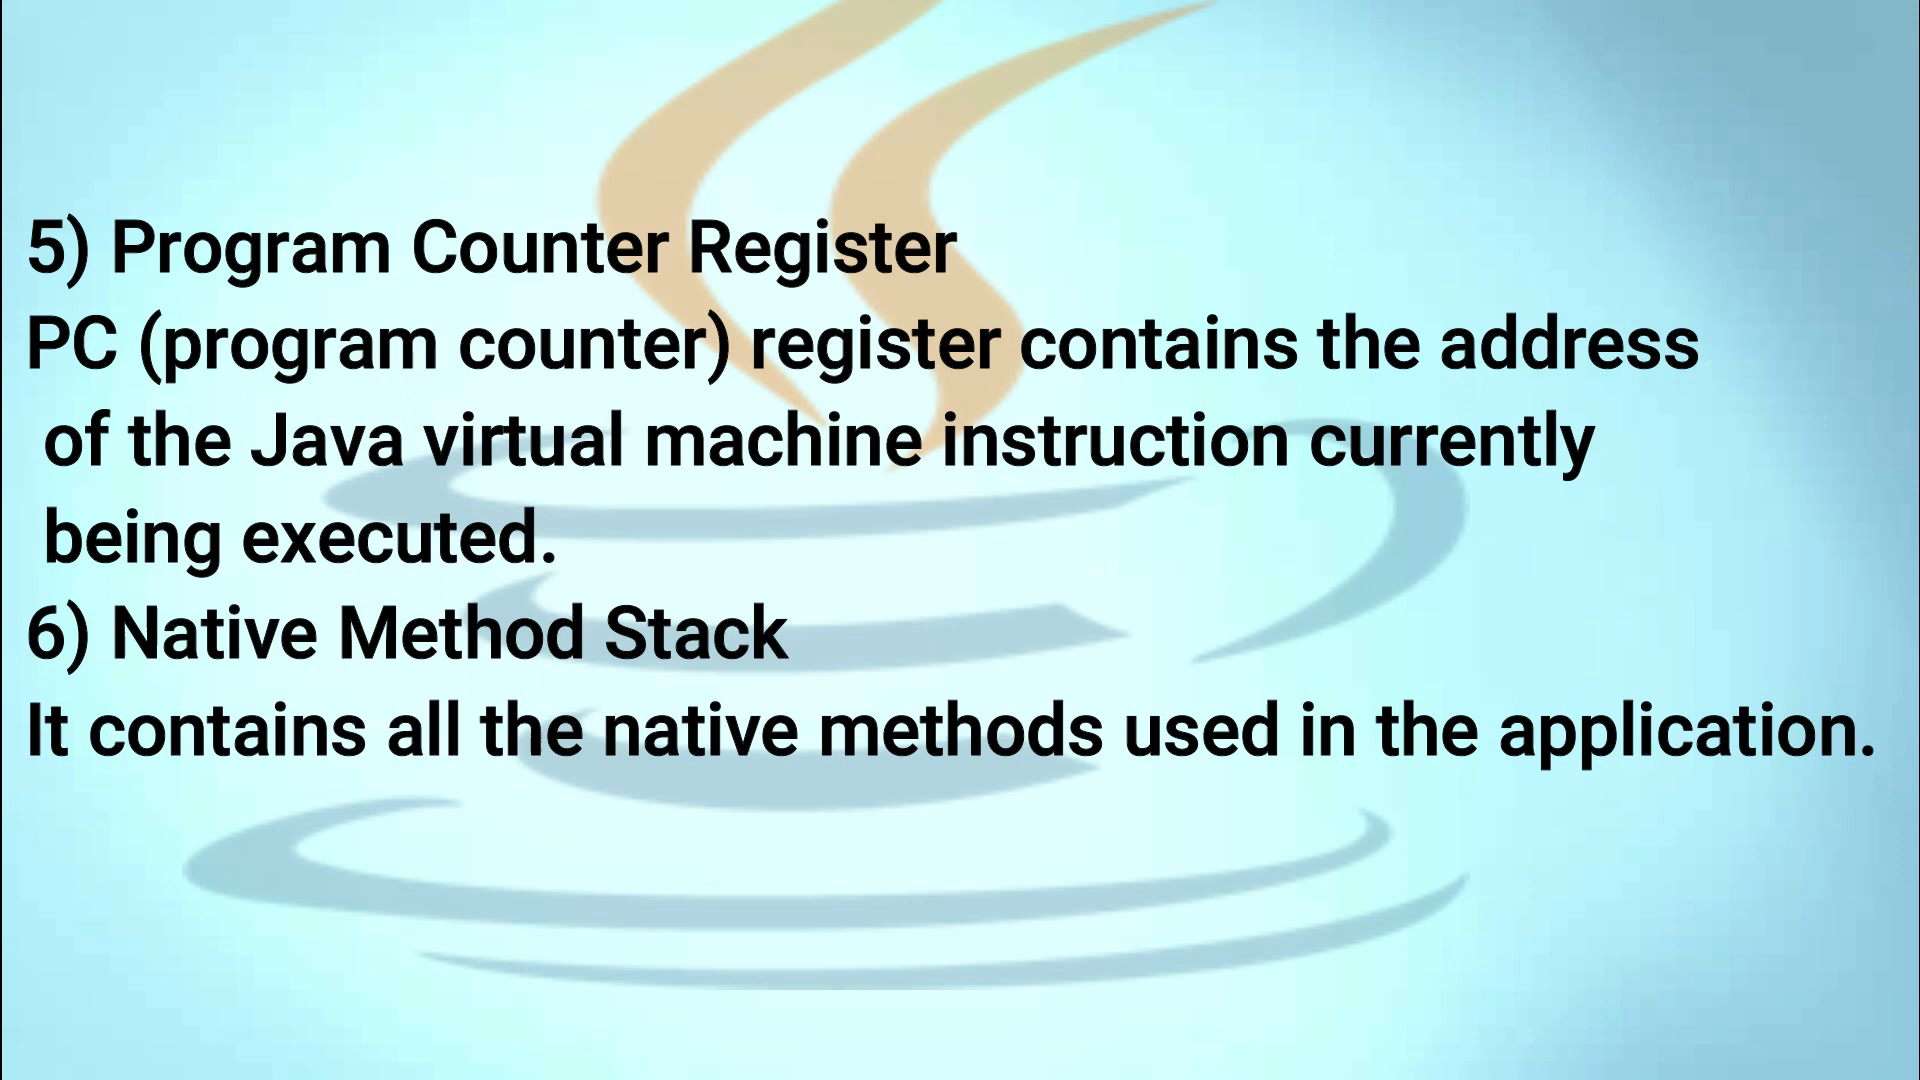 5) Program Counter Register
PC (program counter) register contains the address
of the Java virtual machine instruction currently
being executed.
6) Native Method Stack
It contains all the native methods used in the application.